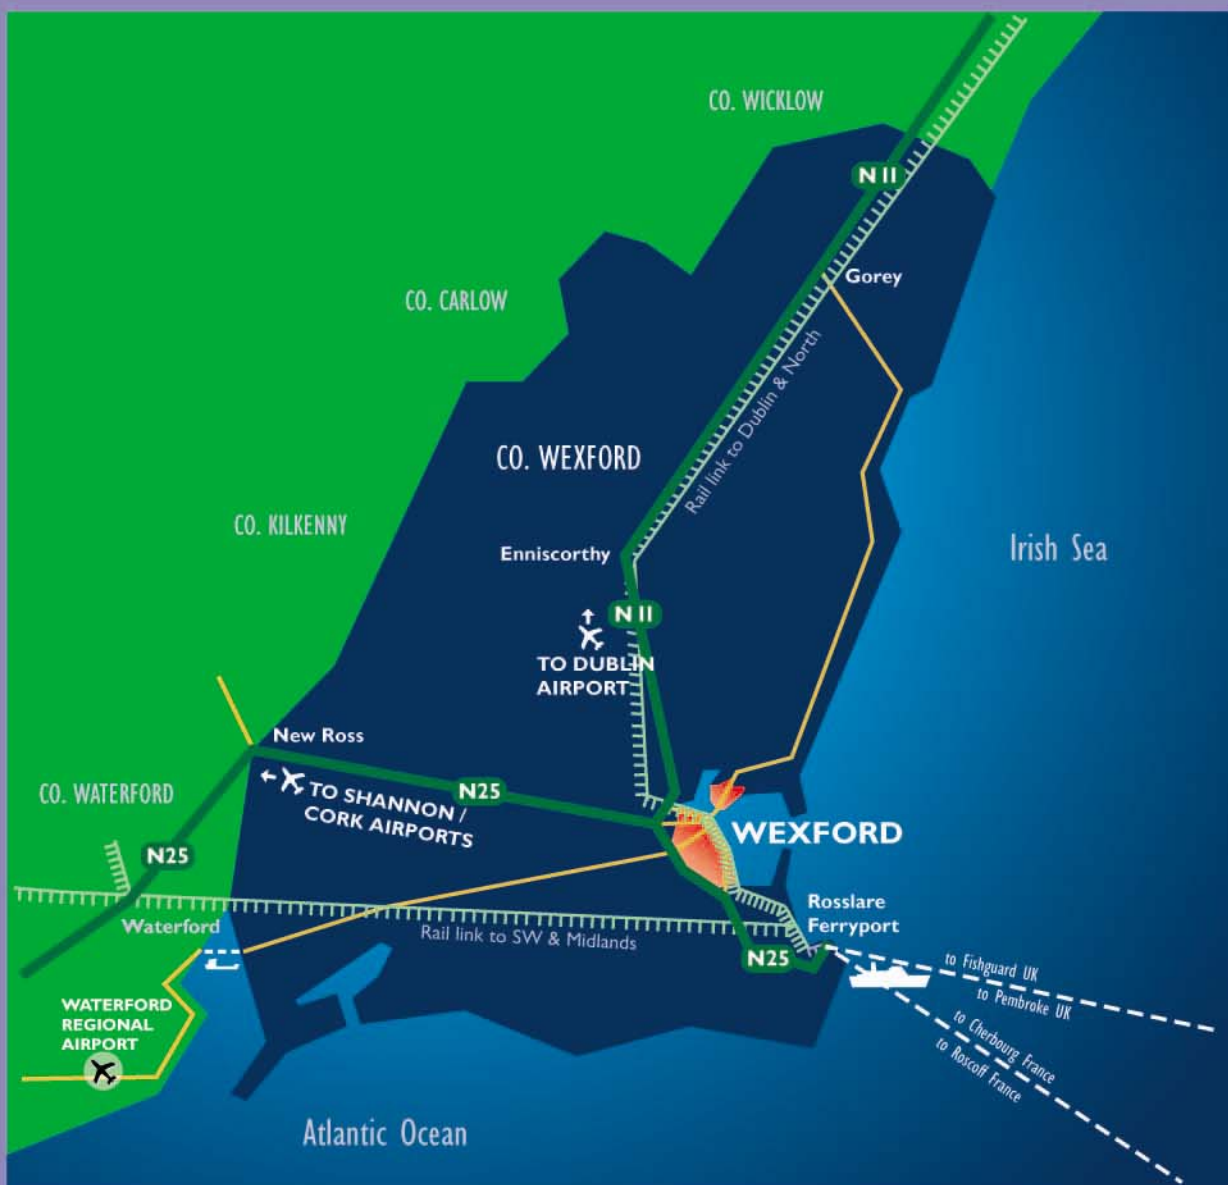 CO. WICKLOW
N11
Gorey
CO. CARLOW
Rail link to Dublin & North
CO. WEXFORD
CO. KILKENNY
Enniscorthy
Irish Sea
N11
TO DUBLIN
AIRPORT
New Ross
TO SHANNON /
CORK AIRPORTS
N25
CO. WATERFORD
WEXFORD
N25
Rosslare
Ferryport
Waterford
Rail link to SW & Midlands
N25
to Fishguard UK
to Pembroke UK
to Cherbourg France
to Roscoff France
WATERFORD
REGIONAL
AIRPORT
Atlantic Ocean